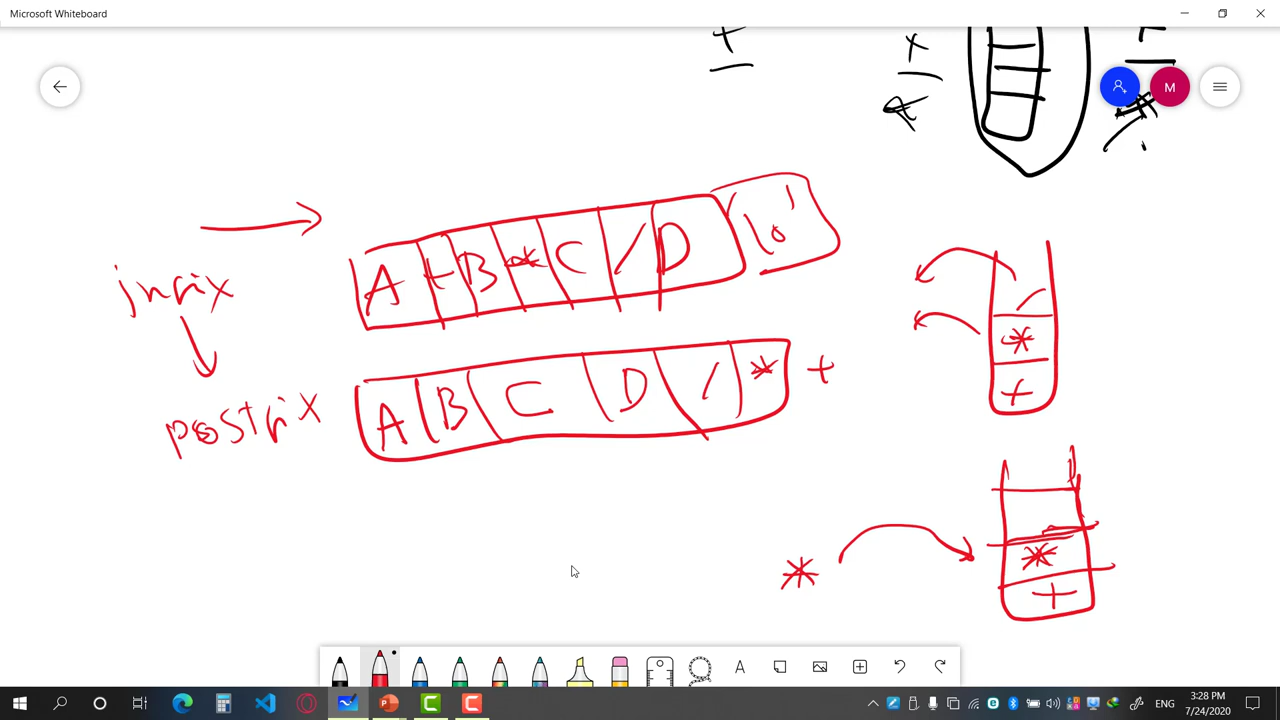 Microsoft Whiteboard
+
+
M
infix
A + B * C / D '\0'
/
*
+
postfix
A B C D / * +
*
*
+
A
3:28 PM
ENG
7/24/2020